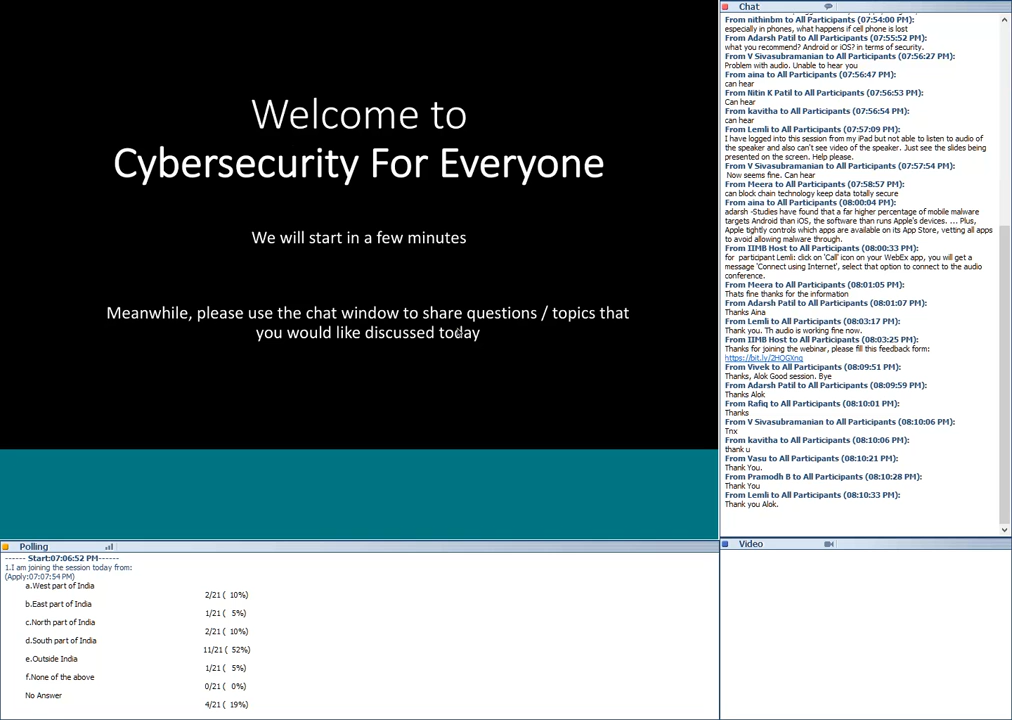 Welcome to
Cybersecurity For Everyone
We will start in a few minutes
Meanwhile, please use the chat window to share questions / topics that
you would like discussed today
Chat
From nithinbm to All Participants (07:54:00 PM):
especially in phones, what happens if cell phone is lost
From Adarsh Patil to All Participants (07:55:52 PM):
what you recommend? Android or iOS? in terms of security.
From V Sivasubramanian to All Participants (07:56:27 PM):
Problem with audio. Unable to hear you
From aina to All Participants (07:56:47 PM):
can hear
From Nitin K Patil to All Participants (07:56:53 PM):
Can hear
From kavitha to All Participants (07:56:54 PM):
can hear
From Lemli to All Participants (07:57:09 PM):
I have logged into this session from my iPad but not able to listen to audio of
the speaker and also can't see video of the speaker. Just see the slides being
presented on the screen. Help please.
From V Sivasubramanian to All Participants (07:57:54 PM):
Now seems fine. Can hear
From Meera to All Participants (07:58:57 PM):
can block chain technology keep data totally secure
From aina to All Participants (08:00:04 PM):
adarsh -Studies have found that a far higher percentage of mobile malware
targets Android than iOS, the software than runs Apple's devices. ... Plus,
Apple tightly controls which apps are available on its App Store, vetting all apps
to avoid allowing malware through.
From IIMB Host to All Participants (08:00:33 PM):
for participant Lemli: click on 'Call' icon on your WebEx app, you will get a
message 'Connect using Internet', select that option to connect to the audio
conference.
From Meera to All Participants (08:01:05 PM):
Thats fine thanks for the information
From Adarsh Patil to All Participants (08:01:07 PM):
Thanks Aina
From Lemli to All Participants (08:03:17 PM):
Thank you. Th audio is working fine now.
From IIMB Host to All Participants (08:03:25 PM):
Thanks for joining the webinar, please fill this feedback form:
https://bit.ly/2HQGXnq
From Vivek to All Participants (08:09:51 PM):
Thanks, Alok Good session. Bye
From Adarsh Patil to All Participants (08:09:59 PM):
Thanks Alok
From Rafiq to All Participants (08:10:01 PM):
Thanks
From V Sivasubramanian to All Participants (08:10:06 PM):
Tnx
From kavitha to All Participants (08:10:06 PM):
thank u
From Vasu to All Participants (08:10:21 PM):
Thank You.
From Pramodh B to All Participants (08:10:28 PM):
Thank You
From Lemli to All Participants (08:10:33 PM):
Thank you Alok.
Polling
------ Start:07:06:52 PM------
1.I am joining the session today from:
(Apply:07:07:54 PM)
a.West part of India
2/21 ( 10%)
b.East part of India
1/21 ( 5%)
c.North part of India
2/21 ( 10%)
d.South part of India
11/21 ( 52%)
e.Outside India
1/21 ( 5%)
f.None of the above
0/21 ( 0%)
No Answer
4/21 ( 19%)
Video